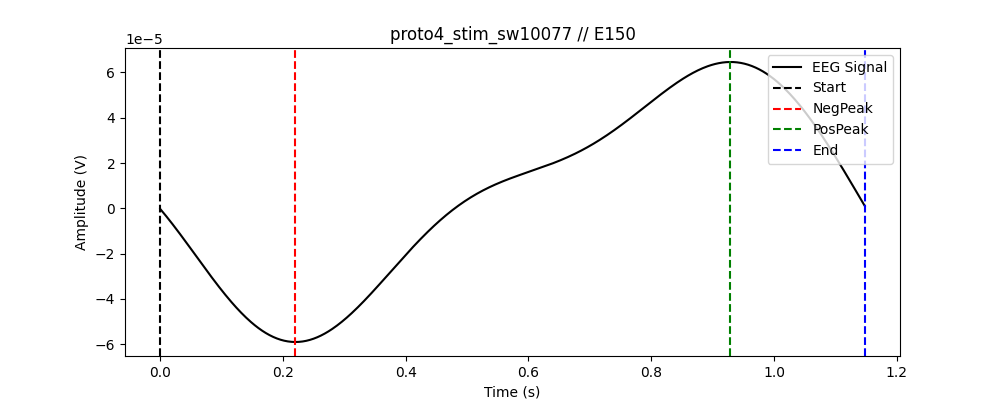 proto4_stim_sw10077 // E150
1e−5
6
4
2
0
−2
−4
−6
Amplitude (V)
0.0 0.2 0.4 0.6 0.8 1.0 1.2
Time (s)
EEG Signal
Start
NegPeak
PosPeak
End